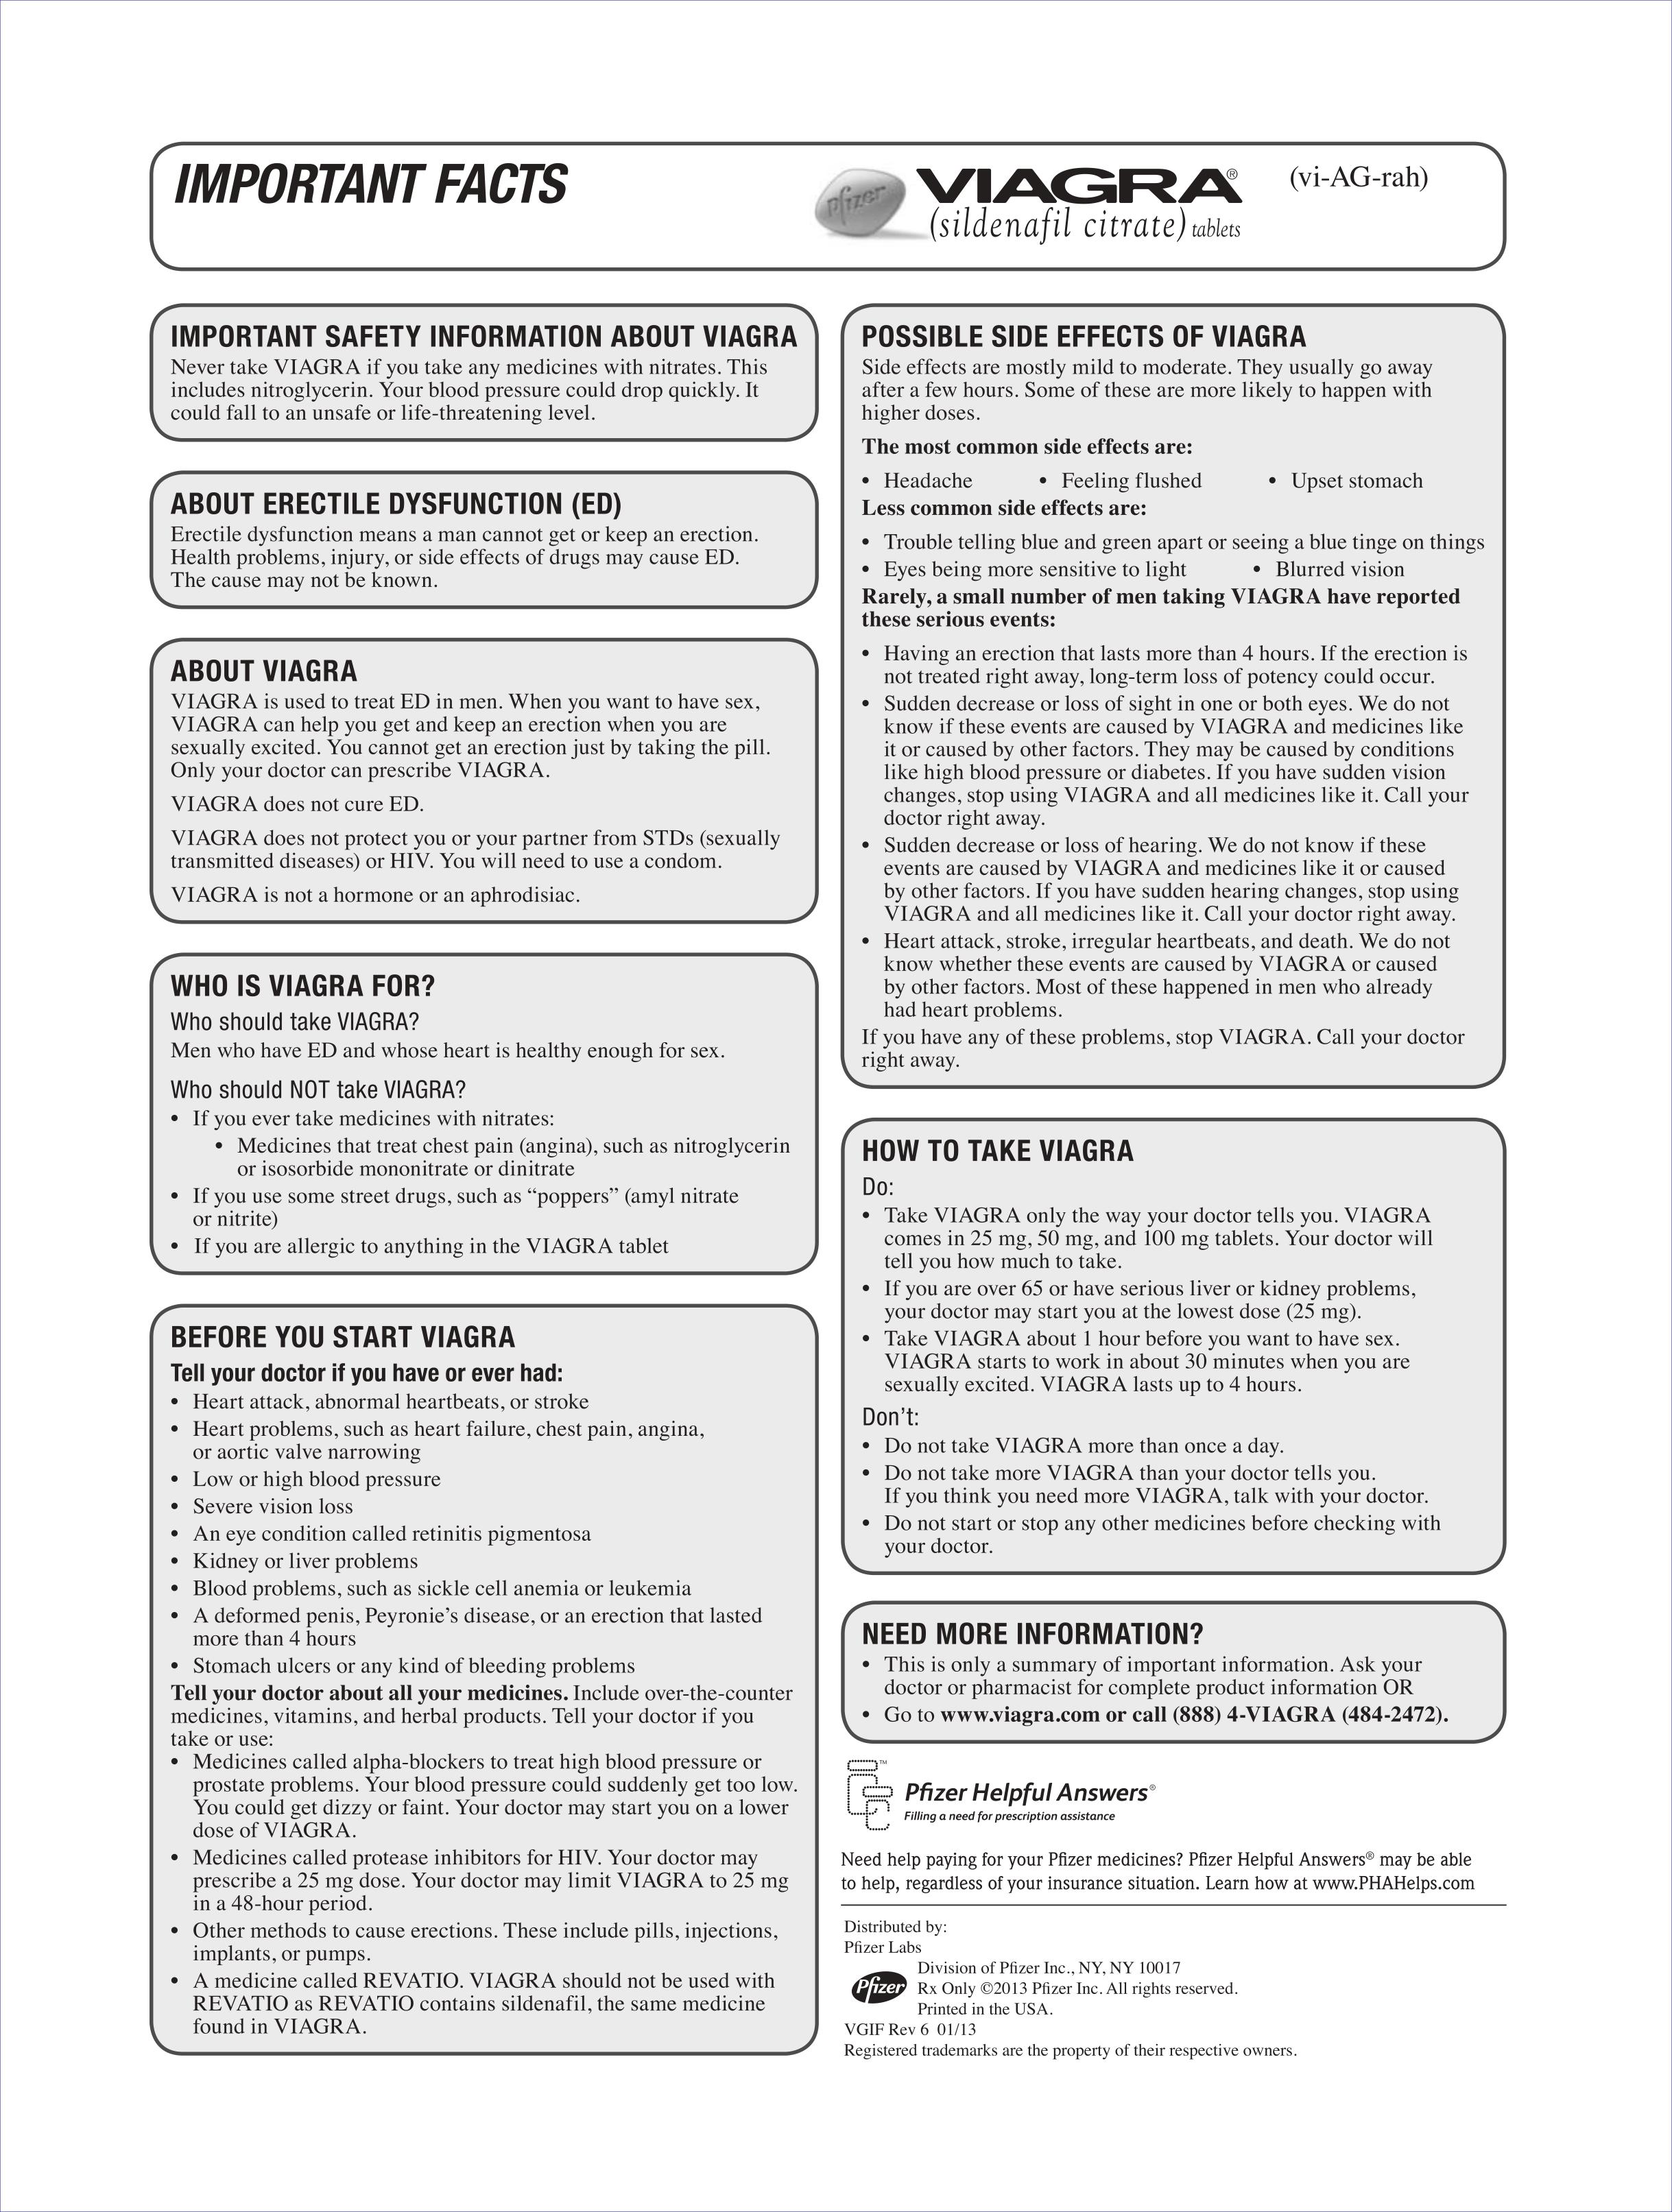 IMPORTANT FACTS
pfizer
VIAGRA®
(vi-AG-rah)
(sildenafil citrate) tablets
IMPORTANT SAFETY INFORMATION ABOUT VIAGRA
Never take VIAGRA if you take any medicines with nitrates. This
includes nitroglycerin. Your blood pressure could drop quickly. It
could fall to an unsafe or life-threatening level.
ABOUT ERECTILE DYSFUNCTION (ED)
Erectile dysfunction means a man cannot get or keep an erection.
Health problems, injury, or side effects of drugs may cause ED.
The cause may not be known.
ABOUT VIAGRA
VIAGRA is used to treat ED in men. When you want to have sex,
VIAGRA can help you get and keep an erection when you are
sexually excited. You cannot get an erection just by taking the pill.
Only your doctor can prescribe VIAGRA.
VIAGRA does not cure ED.
VIAGRA does not protect you or your partner from STDs (sexually
transmitted diseases) or HIV. You will need to use a condom.
VIAGRA is not a hormone or an aphrodisiac.
WHO IS VIAGRA FOR?
Who should take VIAGRA?
Men who have ED and whose heart is healthy enough for sex.
Who should NOT take VIAGRA?
• If you ever take medicines with nitrates:
• Medicines that treat chest pain (angina), such as nitroglycerin
or isosorbide mononitrate or dinitrate
• If you use some street drugs, such as “poppers” (amyl nitrate
or nitrite)
• If you are allergic to anything in the VIAGRA tablet
BEFORE YOU START VIAGRA
Tell your doctor if you have or ever had:
• Heart attack, abnormal heartbeats, or stroke
• Heart problems, such as heart failure, chest pain, angina,
or aortic valve narrowing
• Low or high blood pressure
• Severe vision loss
• An eye condition called retinitis pigmentosa
• Kidney or liver problems
• Blood problems, such as sickle cell anemia or leukemia
• A deformed penis, Peyronie’s disease, or an erection that lasted
more than 4 hours
• Stomach ulcers or any kind of bleeding problems
Tell your doctor about all your medicines. Include over-the-counter
medicines, vitamins, and herbal products. Tell your doctor if you
take or use:
• Medicines called alpha-blockers to treat high blood pressure or
prostate problems. Your blood pressure could suddenly get too low.
You could get dizzy or faint. Your doctor may start you on a lower
dose of VIAGRA.
• Medicines called protease inhibitors for HIV. Your doctor may
prescribe a 25 mg dose. Your doctor may limit VIAGRA to 25 mg
in a 48-hour period.
• Other methods to cause erections. These include pills, injections,
implants, or pumps.
• A medicine called REVATIO. VIAGRA should not be used with
REVATIO as REVATIO contains sildenafil, the same medicine
found in VIAGRA.
POSSIBLE SIDE EFFECTS OF VIAGRA
Side effects are mostly mild to moderate. They usually go away
after a few hours. Some of these are more likely to happen with
higher doses.
The most common side effects are:
• Headache • Feeling flushed • Upset stomach
Less common side effects are:
• Trouble telling blue and green apart or seeing a blue tinge on things
• Eyes being more sensitive to light • Blurred vision
Rarely, a small number of men taking VIAGRA have reported
these serious events:
• Having an erection that lasts more than 4 hours. If the erection is
not treated right away, long-term loss of potency could occur.
• Sudden decrease or loss of sight in one or both eyes. We do not
know if these events are caused by VIAGRA and medicines like
it or caused by other factors. They may be caused by conditions
like high blood pressure or diabetes. If you have sudden vision
changes, stop using VIAGRA and all medicines like it. Call your
doctor right away.
• Sudden decrease or loss of hearing. We do not know if these
events are caused by VIAGRA and medicines like it or caused
by other factors. If you have sudden hearing changes, stop using
VIAGRA and all medicines like it. Call your doctor right away.
• Heart attack, stroke, irregular heartbeats, and death. We do not
know whether these events are caused by VIAGRA or caused
by other factors. Most of these happened in men who already
had heart problems.
If you have any of these problems, stop VIAGRA. Call your doctor
right away.
HOW TO TAKE VIAGRA
Do:
• Take VIAGRA only the way your doctor tells you. VIAGRA
comes in 25 mg, 50 mg, and 100 mg tablets. Your doctor will
tell you how much to take.
• If you are over 65 or have serious liver or kidney problems,
your doctor may start you at the lowest dose (25 mg).
• Take VIAGRA about 1 hour before you want to have sex.
VIAGRA starts to work in about 30 minutes when you are
sexually excited. VIAGRA lasts up to 4 hours.
Don’t:
• Do not take VIAGRA more than once a day.
• Do not take more VIAGRA than your doctor tells you.
If you think you need more VIAGRA, talk with your doctor.
• Do not start or stop any other medicines before checking with
your doctor.
NEED MORE INFORMATION?
• This is only a summary of important information. Ask your
doctor or pharmacist for complete product information OR
• Go to www.viagra.com or call (888) 4-VIAGRA (484-2472).
™
Pfizer Helpful Answers®
Filling a need for prescription assistance
Need help paying for your Pfizer medicines? Pfizer Helpful Answers® may be able
to help, regardless of your insurance situation. Learn how at www.PHAHelps.com
Distributed by:
Pfizer Labs
Division of Pfizer Inc., NY, NY 10017
Pfizer
Rx Only ©2013 Pfizer Inc. All rights reserved.
Printed in the USA.
VGIF Rev 6 01/13
Registered trademarks are the property of their respective owners.